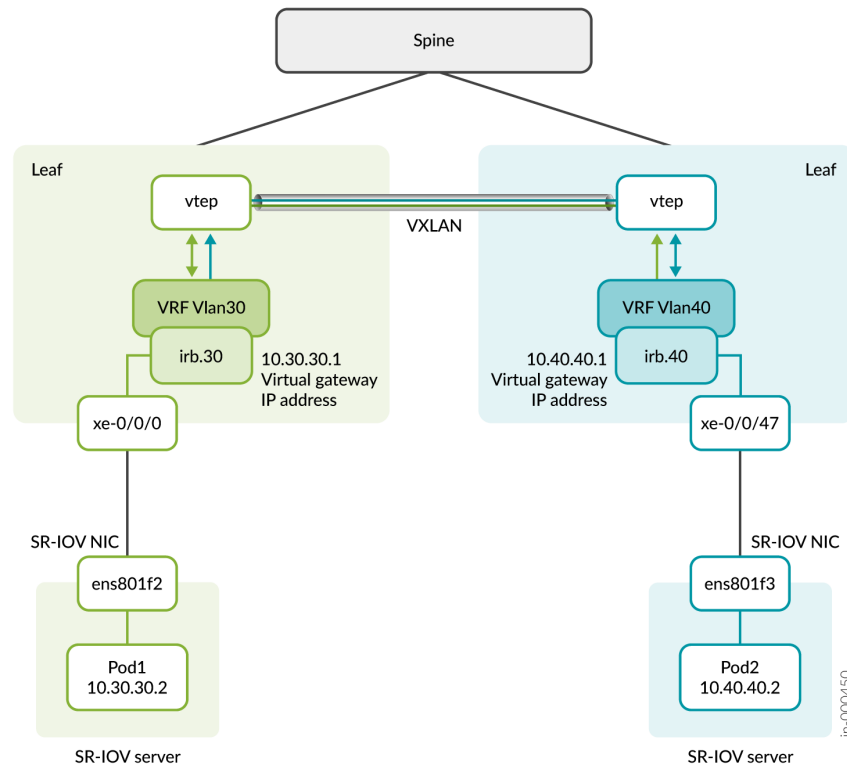 Spine
Leaf
Leaf
vtep
vtep
VXLAN
VRF Vlan30
VRF Vlan40
irb.30
irb.40
10.30.30.1
Virtual gateway
IP address
10.40.40.1
Virtual gateway
IP address
xe-0/0/0
xe-0/0/47
SR-IOV NIC
SR-IOV NIC
ens801f2
ens801f3
Pod1
10.30.30.2
Pod2
10.40.40.2
SR-IOV server
SR-IOV server
jn-000450